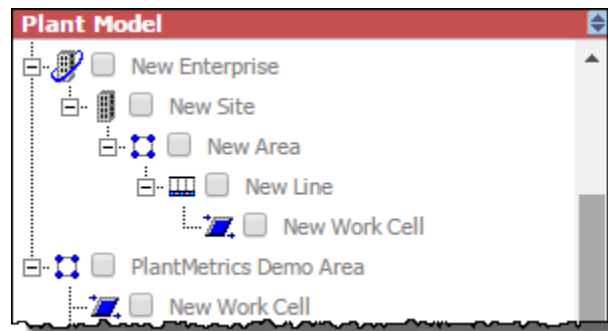 Plant Model
New Enterprise
New Site
New Area
New Line
New Work Cell
PlantMetrics Demo Area
New Work Cell